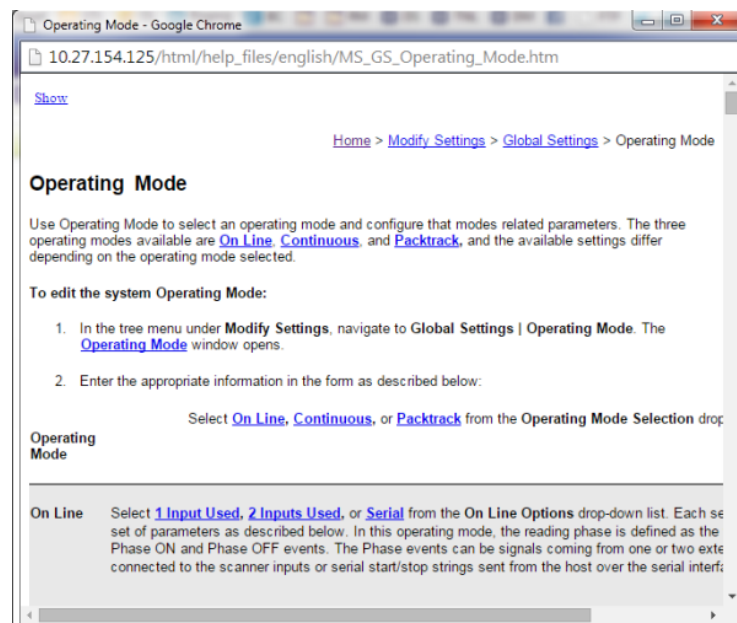 Operating Mode - Google Chrome
10.27.154.125/html/help_files/english/MS_GS_Operating_Mode.htm
Show
Home > Modify Settings > Global Settings > Operating Mode
Operating Mode
Use Operating Mode to select an operating mode and configure that modes related parameters. The three
operating modes available are On Line, Continuous, and Packtrack, and the available settings differ
depending on the operating mode selected.
To edit the system Operating Mode:
1. In the tree menu under Modify Settings, navigate to Global Settings | Operating Mode. The
Operating Mode window opens.
2. Enter the appropriate information in the form as described below:
Select On Line, Continuous, or Packtrack from the Operating Mode Selection drop
Operating
Mode
On Line Select 1 Input Used, 2 Inputs Used, or Serial from the On Line Options drop-down list. Each se
set of parameters as described below. In this operating mode, the reading phase is defined as the
Phase ON and Phase OFF events. The Phase events can be signals coming from one or two exte
connected to the scanner inputs or serial start/stop strings sent from the host over the serial interfa